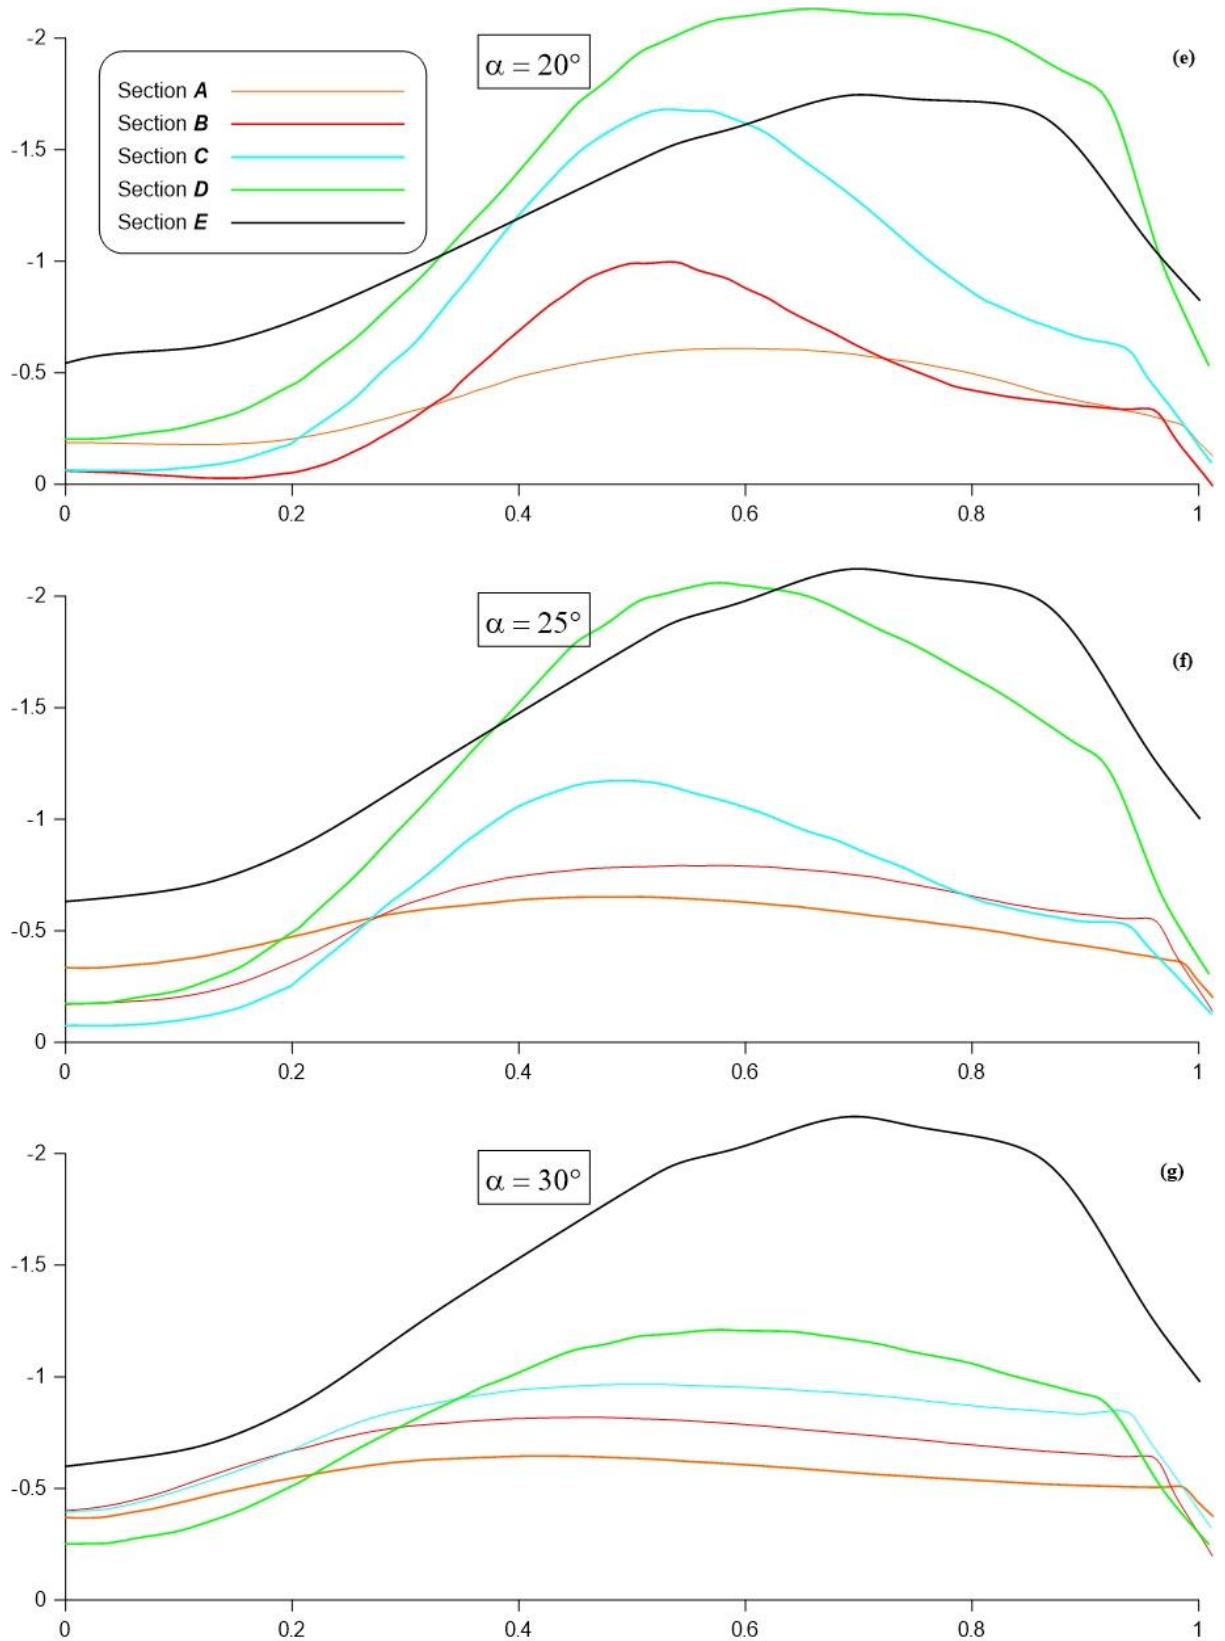 -2
α = 20°
(e)
Section A
Section B
Section C
Section D
Section E
-1.5
-1
-0.5
0
0 0.2 0.4 0.6 0.8 1
-2
α = 25°
(f)
-1.5
-1
-0.5
0
0 0.2 0.4 0.6 0.8 1
-2
α = 30°
(g)
-1.5
-1
-0.5
0
0 0.2 0.4 0.6 0.8 1